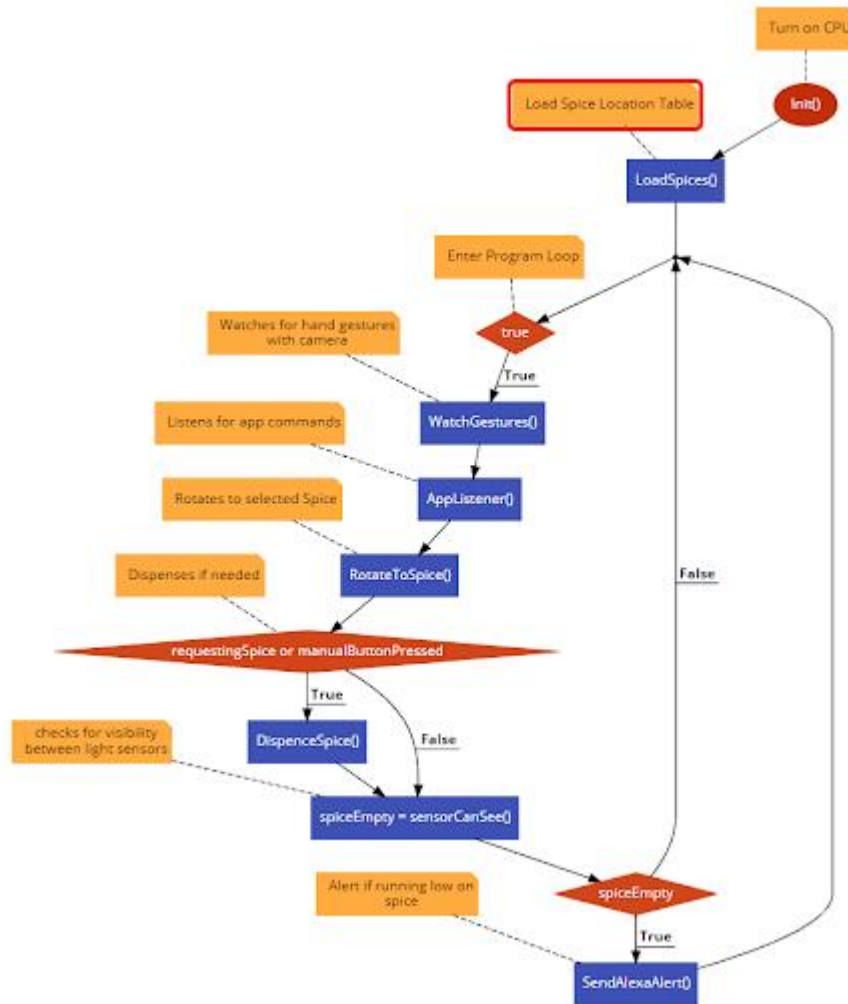 Turn on CPU
Init()
Load Spice Location Table
LoadSpices()
Enter Program Loop
true
Watches for hand gestures
with camera
True
WatchGestures()
Listens for app commands
AppListener()
Rotates to selected Spice
RotateToSpice()
False
Dispenses if needed
requestingSpice or manualButtonPressed
True
checks for visibility
between light sensors
DispenceSpice()
False
spiceEmpty = sensorCanSee()
Alert if running low on
spice
spiceEmpty
True
SendAlexaAlert()